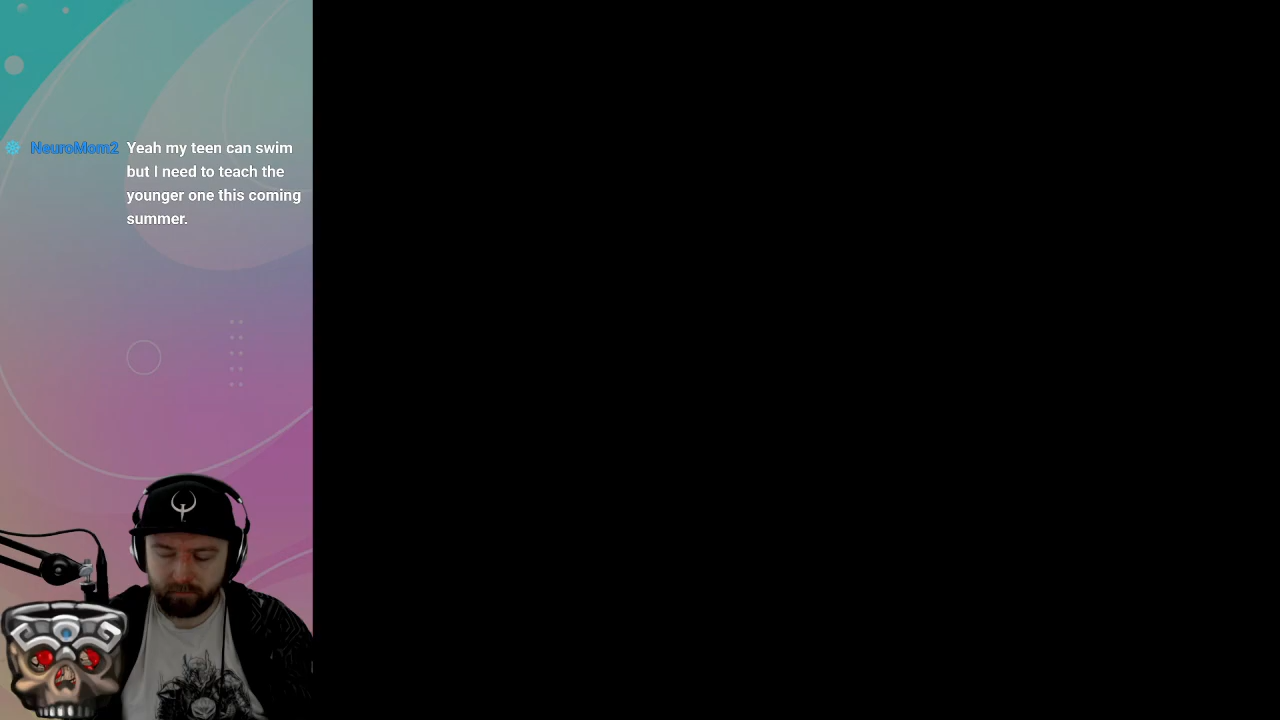 NeuroMom2 Yeah my teen can swim
but I need to teach the
younger one this coming
summer.